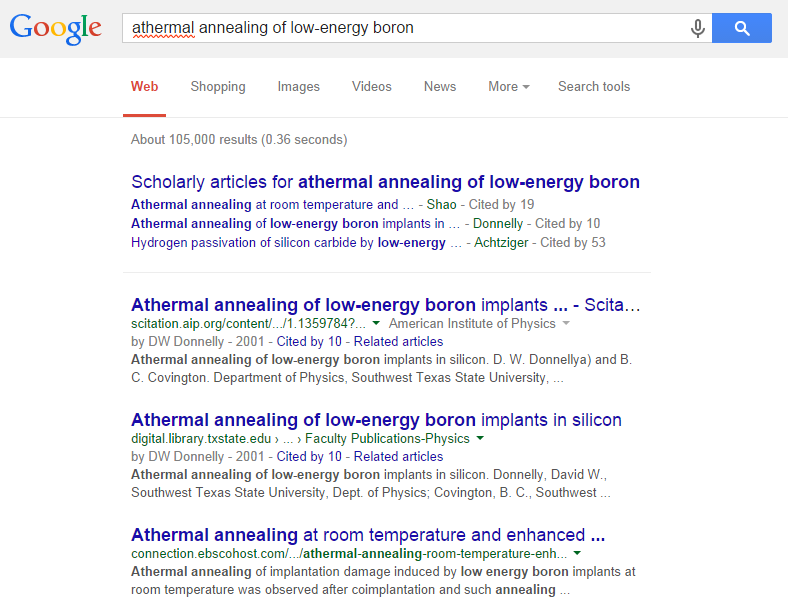 Google
athermal annealing of low-energy boron
Web Shopping Images Videos News More Search tools
About 105,000 results (0.36 seconds)
Scholarly articles for athermal annealing of low-energy boron
Athermal annealing at room temperature and ... - Shao - Cited by 19
Athermal annealing of low-energy boron implants in ... - Donnelly - Cited by 10
Hydrogen passivation of silicon carbide by low-energy ... - Achtziger - Cited by 53
Athermal annealing of low-energy boron implants ... - Scita...
scitation.aip.org/content/.../1.1359784?... American Institute of Physics
by DW Donnelly - 2001 - Cited by 10 - Related articles
Athermal annealing of low-energy boron implants in silicon. D. W. Donnellya) and B.
C. Covington. Department of Physics, Southwest Texas State University, ...
Athermal annealing of low-energy boron implants in silicon
digital.library.txstate.edu › ... › Faculty Publications-Physics
by DW Donnelly - 2001 - Cited by 10 - Related articles
Athermal annealing of low-energy boron implants in silicon. Donnelly, David W.,
Southwest Texas State University, Dept. of Physics; Covington, B. C., Southwest ...
Athermal annealing at room temperature and enhanced ...
connection.ebscohost.com/.../athermal-annealing-room-temperature-enh...
Athermal annealing of implantation damage induced by low energy boron implants at
room temperature was observed after coimplantation and such annealing ...